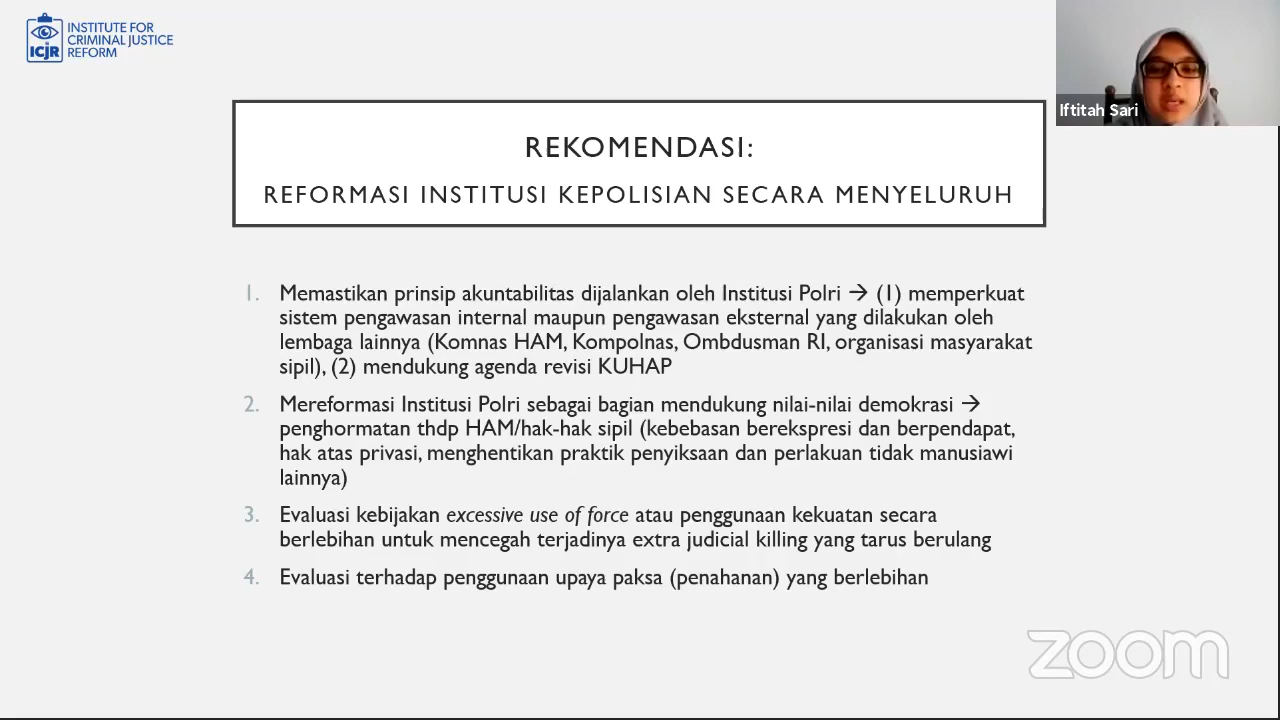 ICJR
INSTITUTE FOR
CRIMINAL JUSTICE
REFORM
Iftitah Sari
REKOMENDASI:
REFORMASI INSTITUSI KEPOLISIAN SECARA MENYELURUH
1. Memastikan prinsip akuntabilitas dijalankan oleh Institusi Polri → (1) memperkuat
sistem pengawasan internal maupun pengawasan eksternal yang dilakukan oleh
lembaga lainnya (Komnas HAM, Kompolnas, Ombdusman RI, organisasi masyarakat
sipil), (2) mendukung agenda revisi KUHAP
2. Mereformasi Institusi Polri sebagai bagian mendukung nilai-nilai demokrasi →
penghormatan thdp HAM/hak-hak sipil (kebebasan berekspresi dan berpendapat,
hak atas privasi, menghentikan praktik penyiksaan dan perlakuan tidak manusiawi
lainnya)
3. Evaluasi kebijakan excessive use of force atau penggunaan kekuatan secara
berlebihan untuk mencegah terjadinya extra judicial killing yang tarus berulang
4. Evaluasi terhadap penggunaan upaya paksa (penahanan) yang berlebihan
zoom